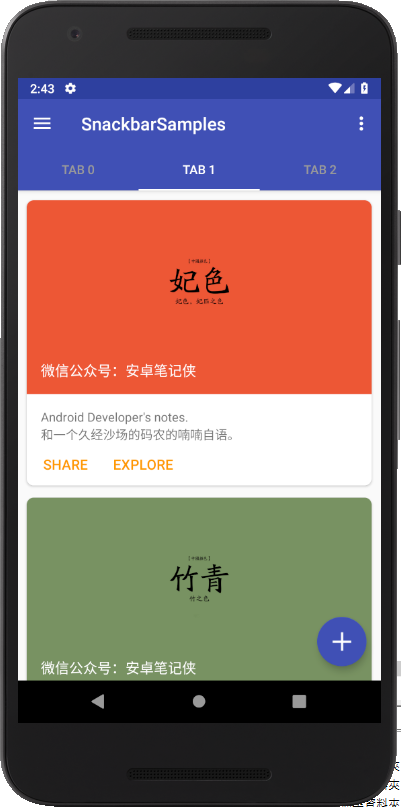 2:43
SnackbarSamples
TAB 0
TAB 1
TAB 2
妃色
妃色、妃红之色
微信公众号：安卓笔记侠
Android Developer's notes.
和一个久经沙场的码农的喃喃自语。
SHARE
EXPLORE
竹青
竹之色
微信公众号：安卓笔记侠